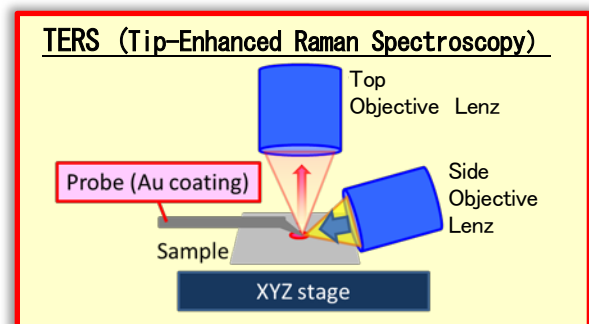 TERS (Tip-Enhanced Raman Spectroscopy)
Top
Objective Lenz
Probe (Au coating)
Side
Objective
Lenz
Sample
XYZ stage